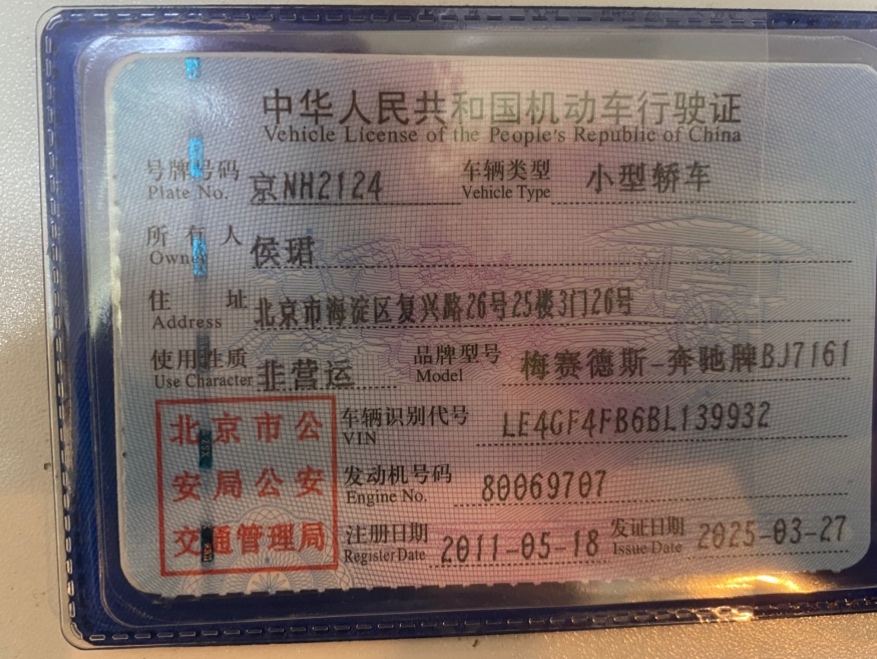 中华人民共和国机动车行驶证
Vehicle License of the People's Republic of China
号牌号码 京NH2124 车辆类型 小型轿车
Plate No. Vehicle Type
所有人 侯珺
Owner
住址 北京市海淀区复兴路26号25楼3门26号
Address
使用性质 非营运 品牌型号 梅赛德斯-奔驰牌BJ7161
Use Character Model
车辆识别代号 LE4GF4FB6BL139932
VIN
发动机号码 80069707
Engine No.
注册日期 2011-05-18 发证日期 2025-03-27
Register Date Issue Date
北京市公
安局公安
交通管理局